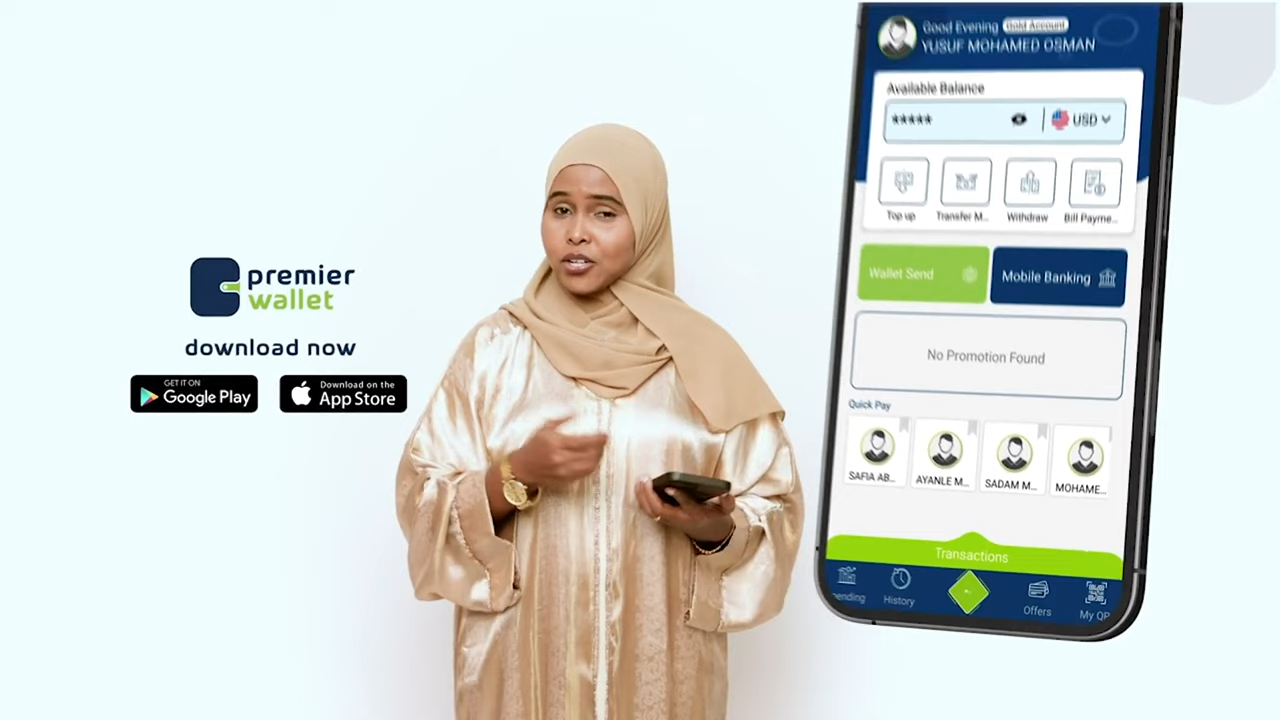 premier
wallet
download now
GET IT ON
Google Play
Download on the
App Store
Good Evening Gold Account
YUSUF MOHAMED OSMAN
Available Balance
*****
USD
Top up
Transfer M...
Withdraw
Bill Payme...
Wallet Send
Mobile Banking
No Promotion Found
Quick Pay
SAFIA AB...
AYANLE M...
SADAM M...
MOHAME...
Transactions
pending
History
Offers
My QR